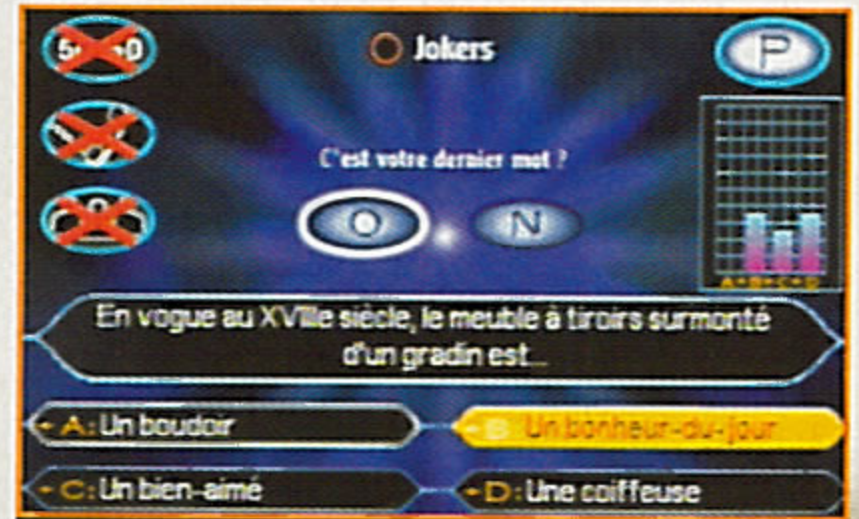 Jokers
P
C'est votre dernier mot ?
O N
A B C D
En vogue au XVIIIe siècle, le meuble à tiroirs surmonté
d'un gradin est...
A: Un boudoir
B Un bonheur-du-jour
C: Un bien-aimé
D: Une coiffeuse